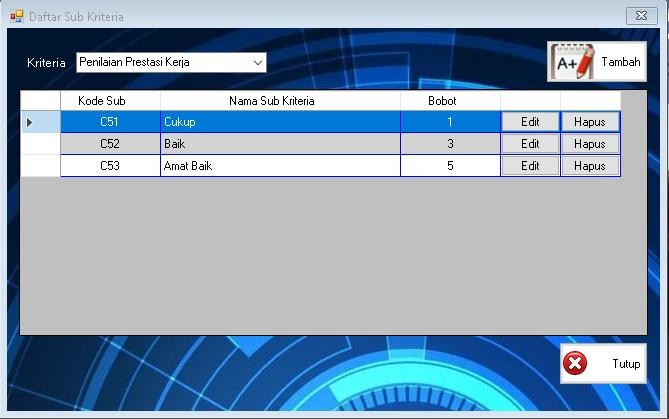 Daftar Sub Kriteria
Kriteria Penilaian Prestasi Kerja A+ Tambah
Kode Sub Nama Sub Kriteria Bobot
C51 Cukup 1 Edit Hapus
C52 Baik 3 Edit Hapus
C53 Amat Baik 5 Edit Hapus
Tutup